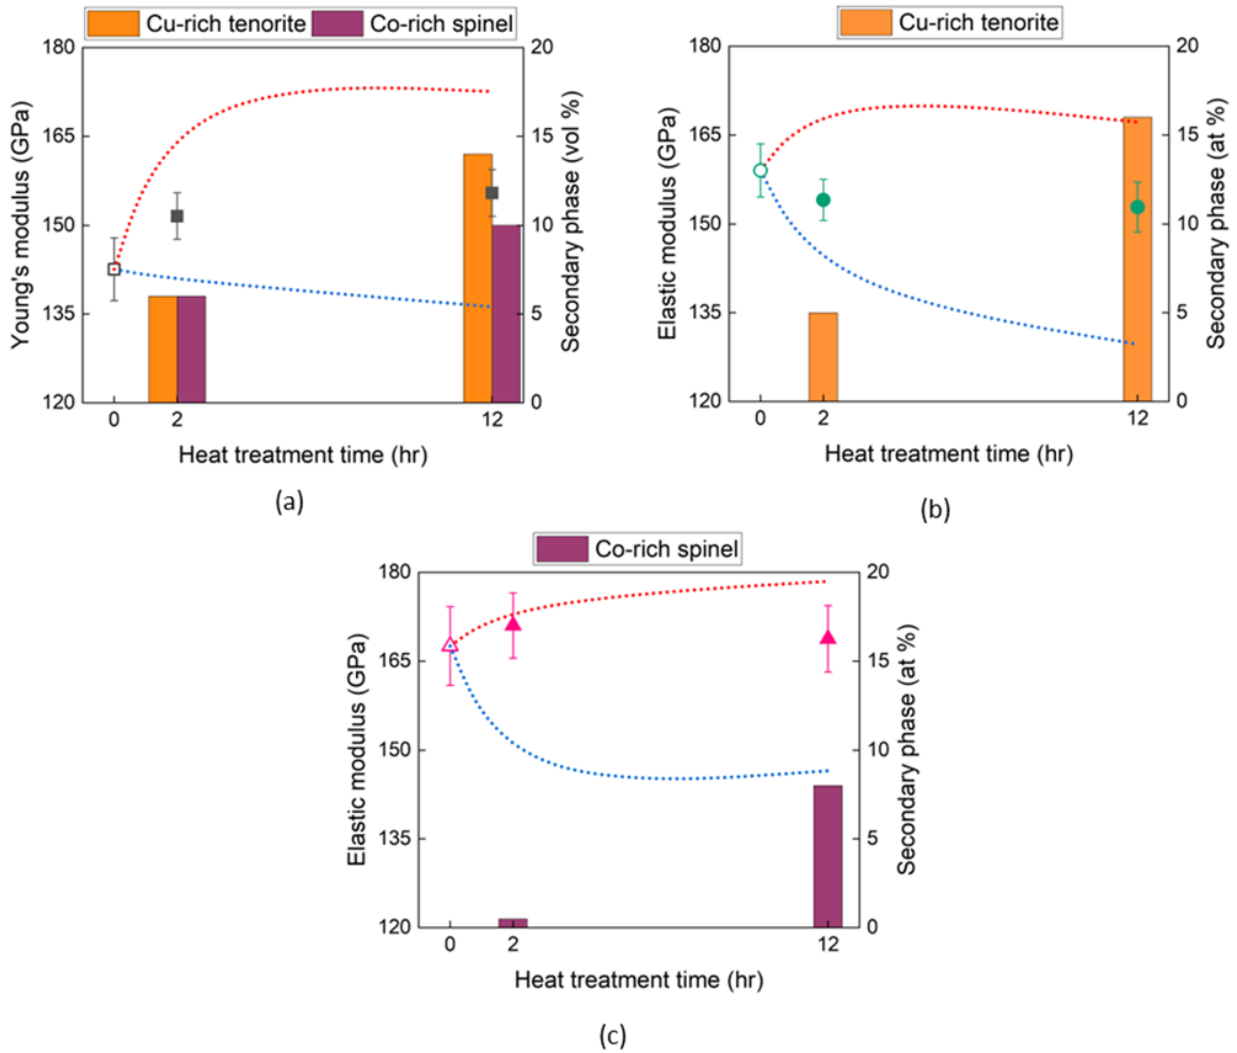 Cu-rich tenorite Co-rich spinel
180
165
150
135
120
Young's modulus (GPa)
20
15
10
5
0
Secondary phase (vol %)
0 2 12
Heat treatment time (hr)
(a)
Cu-rich tenorite
180
165
150
135
120
Elastic modulus (GPa)
20
15
10
5
0
Secondary phase (at %)
0 2 12
Heat treatment time (hr)
(b)
Co-rich spinel
180
165
150
135
120
Elastic modulus (GPa)
20
15
10
5
0
Secondary phase (at %)
0 2 12
Heat treatment time (hr)
(c)